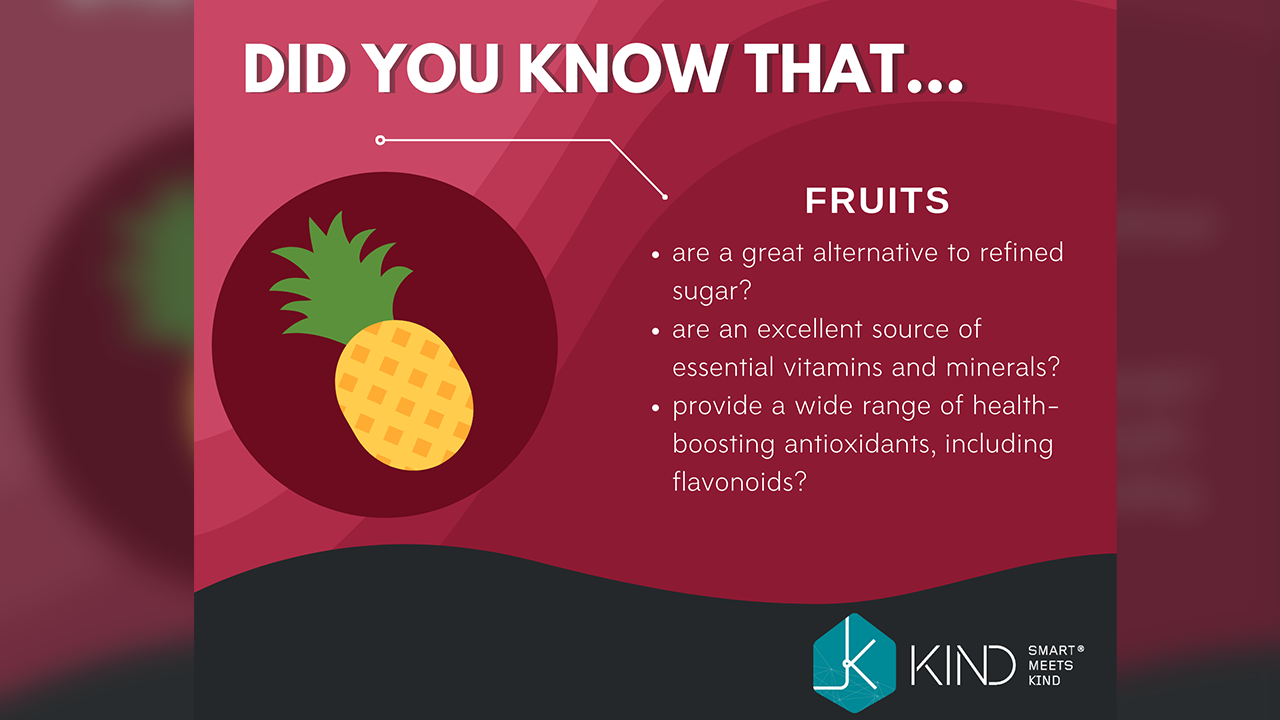 DID YOU KNOW THAT...
FRUITS
• are a great alternative to refined
sugar?
• are an excellent source of
essential vitamins and minerals?
• provide a wide range of health-
boosting antioxidants, including
flavonoids?
KIND
SMART®
MEETS
KIND